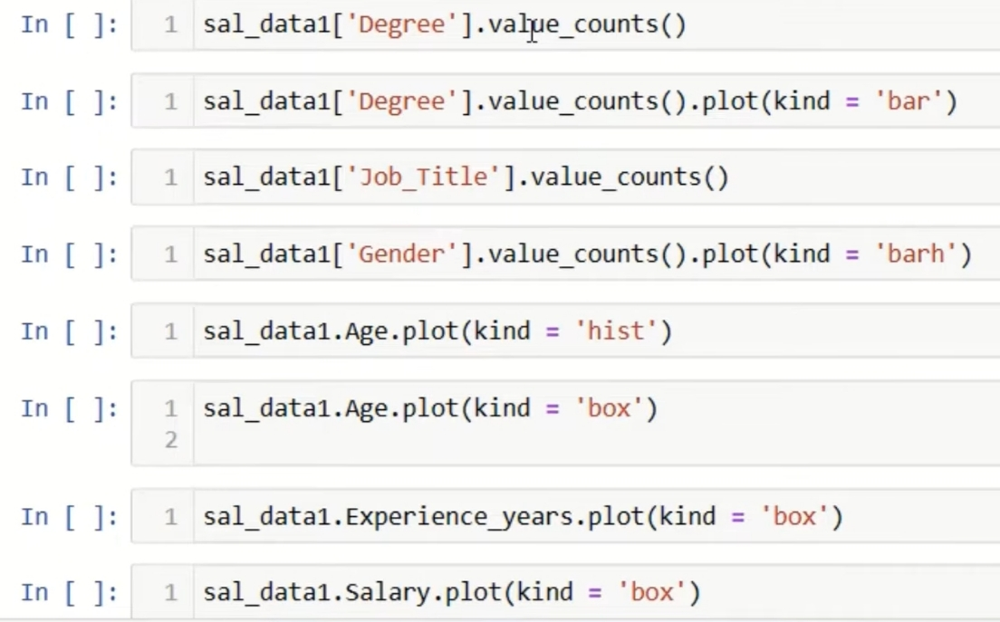 In [ ]: 1 sal_data1['Degree'].value_counts()
In [ ]: 1 sal_data1['Degree'].value_counts().plot(kind = 'bar')
In [ ]: 1 sal_data1['Job_Title'].value_counts()
In [ ]: 1 sal_data1['Gender'].value_counts().plot(kind = 'barh')
In [ ]: 1 sal_data1.Age.plot(kind = 'hist')
In [ ]: 1 sal_data1.Age.plot(kind = 'box')
2
In [ ]: 1 sal_data1.Experience_years.plot(kind = 'box')
In [ ]: 1 sal_data1.Salary.plot(kind = 'box')